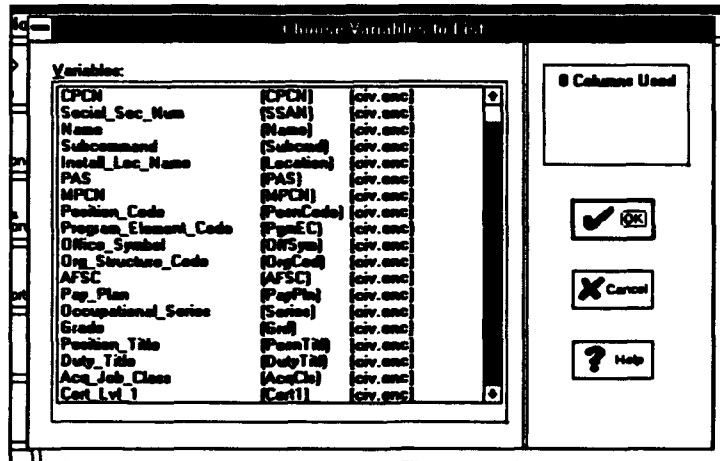 Choose Variables to List
Variables:
CPCN (CPCN) [civ.enc]
Social_Sec_Num (SSAN) [civ.enc]
Name (Name) [civ.enc]
Subcommand (Subcmd) [civ.enc]
Install_Loc_Name (Location) [civ.enc]
PAS (PAS) [civ.enc]
MPCN (MPCN) [civ.enc]
Position_Code (PosnCode) [civ.enc]
Program_Element_Code (PgmEC) [civ.enc]
Office_Symbol (OffSym) [civ.enc]
Org_Structure_Code (OrgCod) [civ.enc]
AFSC (AFSC) [civ.enc]
Pay_Plan (PayPln) [civ.enc]
Occupational_Series (Series) [civ.enc]
Grade (Grd) [civ.enc]
Position_Title (PosnTitl) [civ.enc]
Duty_Title (DutyTitl) [civ.enc]
Acq_Job_Class (AcqCls) [civ.enc]
Cert_Lvl_1 (Cert1) [civ.enc]
0 Columns Used
OK
Cancel
Help